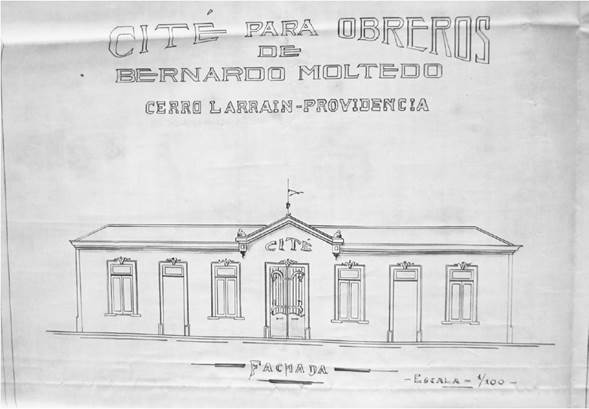 CITÉ PARA OBREROS
DE
BERNARDO MOLTEDO
CERRO LARRAIN-PROVIDENCIA
CITÉ
FACHADA
- ESCALA - 1/100 -